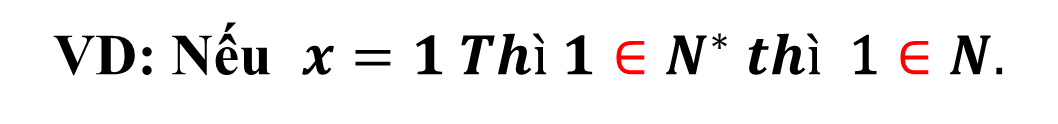 VD: Nếu x = 1 Thì 1 ∈ N* thì 1 ∈ N.